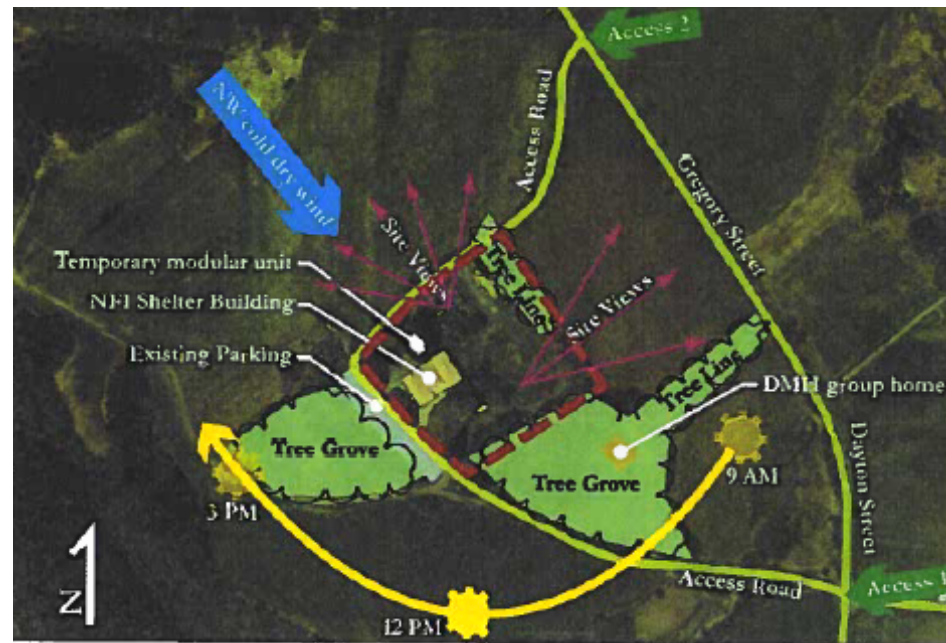 Access 2
NW cold dry wind
Access Road
Gregory Street
Site Views
Tree Line
Temporary modular unit
NFI Shelter Building
Site Views
Existing Parking
Tree Line
DMH group home
Tree Grove
Tree Grove
9 AM
Dayton Street
3 PM
Access Road
Access 1
N
12 PM